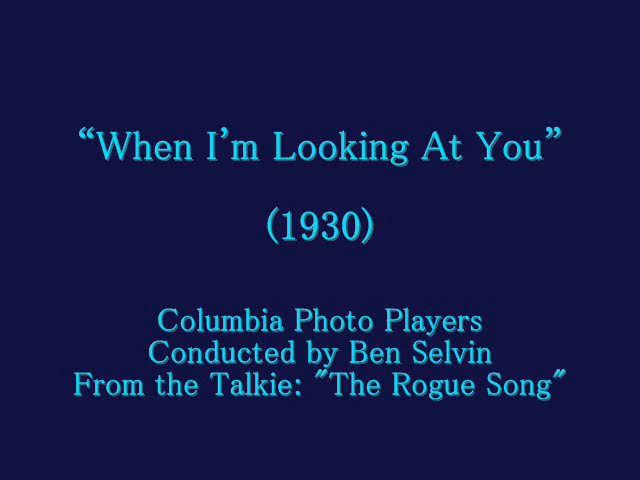 “When I’m Looking At You”
(1930)
Columbia Photo Players
Conducted by Ben Selvin
From the Talkie: "The Rogue Song"